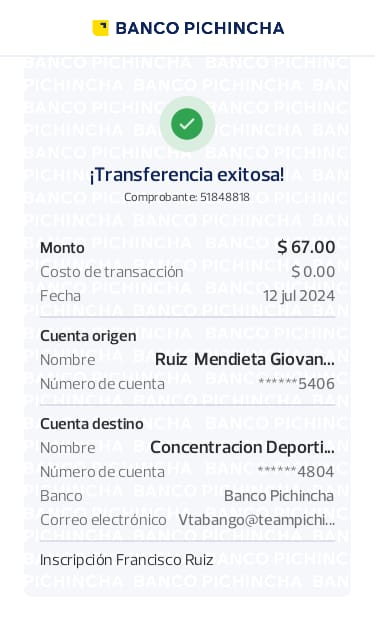 BANCO PICHINCHA
¡Transferencia exitosa!
Comprobante: 51848818
Monto $ 67.00
Costo de transacción $ 0.00
Fecha 12 jul 2024
Cuenta origen
Nombre Ruiz Mendieta Giovan...
Número de cuenta ******5406
Cuenta destino
Nombre Concentracion Deporti...
Número de cuenta ******4804
Banco Banco Pichincha
Correo electrónico Vtabango@teampichi...
Inscripción Francisco Ruiz